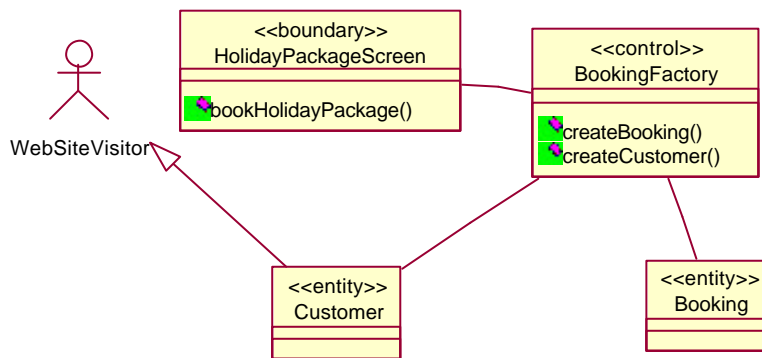 <<boundary>>
HolidayPackageScreen
bookHolidayPackage()
<<control>>
BookingFactory
createBooking()
createCustomer()
WebSiteVisitor
<<entity>>
Customer
<<entity>>
Booking